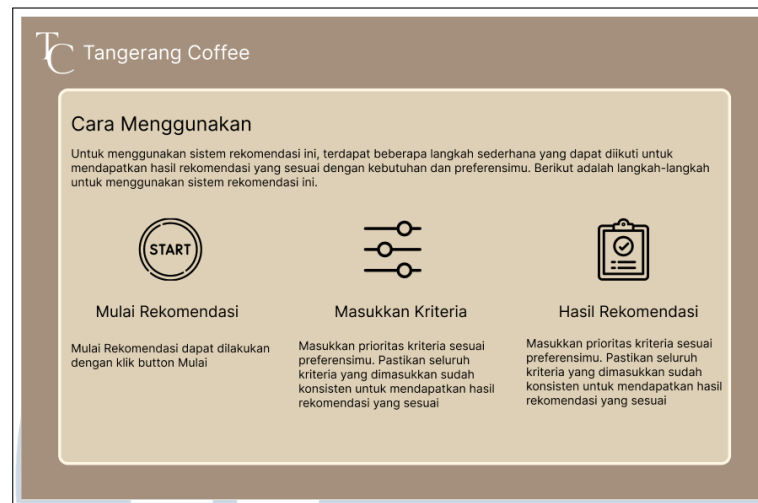 TC Tangerang Coffee
Cara Menggunakan
Untuk menggunakan sistem rekomendasi ini, terdapat beberapa langkah sederhana yang dapat diikuti untuk
mendapatkan hasil rekomendasi yang sesuai dengan kebutuhan dan preferensimu. Berikut adalah langkah-langkah
untuk menggunakan sistem rekomendasi ini.
START
Mulai Rekomendasi
Mulai Rekomendasi dapat dilakukan
dengan klik button Mulai
Masukkan Kriteria
Masukkan prioritas kriteria sesuai
preferensimu. Pastikan seluruh
kriteria yang dimasukkan sudah
konsisten untuk mendapatkan hasil
rekomendasi yang sesuai
Hasil Rekomendasi
Masukkan prioritas kriteria sesuai
preferensimu. Pastikan seluruh
kriteria yang dimasukkan sudah
konsisten untuk mendapatkan hasil
rekomendasi yang sesuai